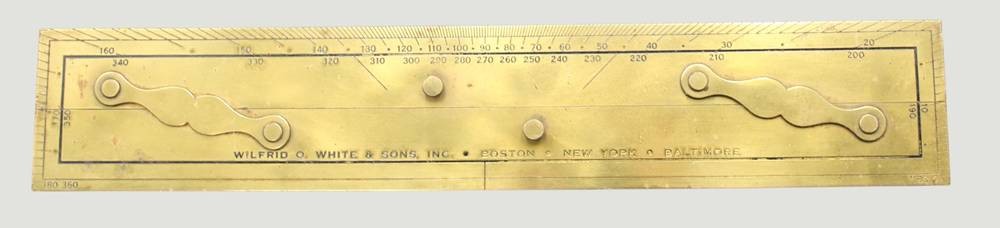 160 150 140 130 120 110 100 90 80 70 60 50 40 30 20
340 330 320 310 300 290 280 270 260 250 240 230 220 210 200
170 350
190 10
WILFRID O. WHITE & SONS, INC. • BOSTON • NEW YORK • BALTIMORE
180 360